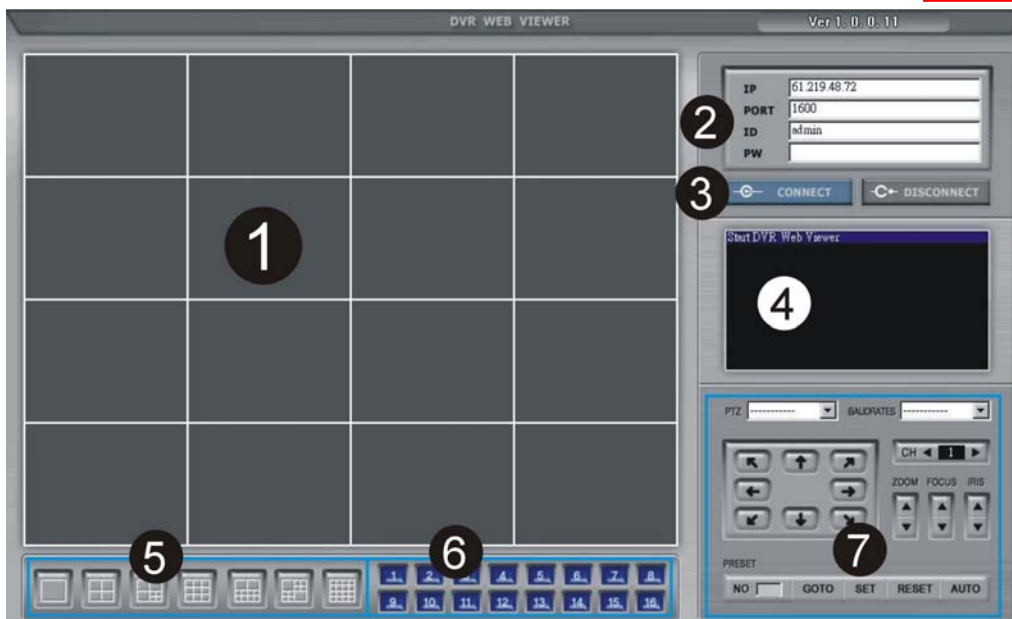 DVR WEB VIEWER
Ver 1. 0. 0. 11
IP 61.219.48.72
PORT 1600
ID admin
PW
2
3
CONNECT DISCONNECT
1
Start DVR Web Viewer
4
PTZ ----------- BAUDRATES -----------
CH 1
ZOOM FOCUS IRIS
7
PRESET
NO GOTO SET RESET AUTO
5
6
1 2 3 4 5 6 7 8
9 10 11 12 13 14 15 16